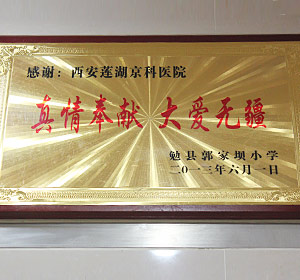 感谢：西安莲湖京科医院
真情奉献 大爱无疆
勉县郭家坝小学
二〇一三年六月一日